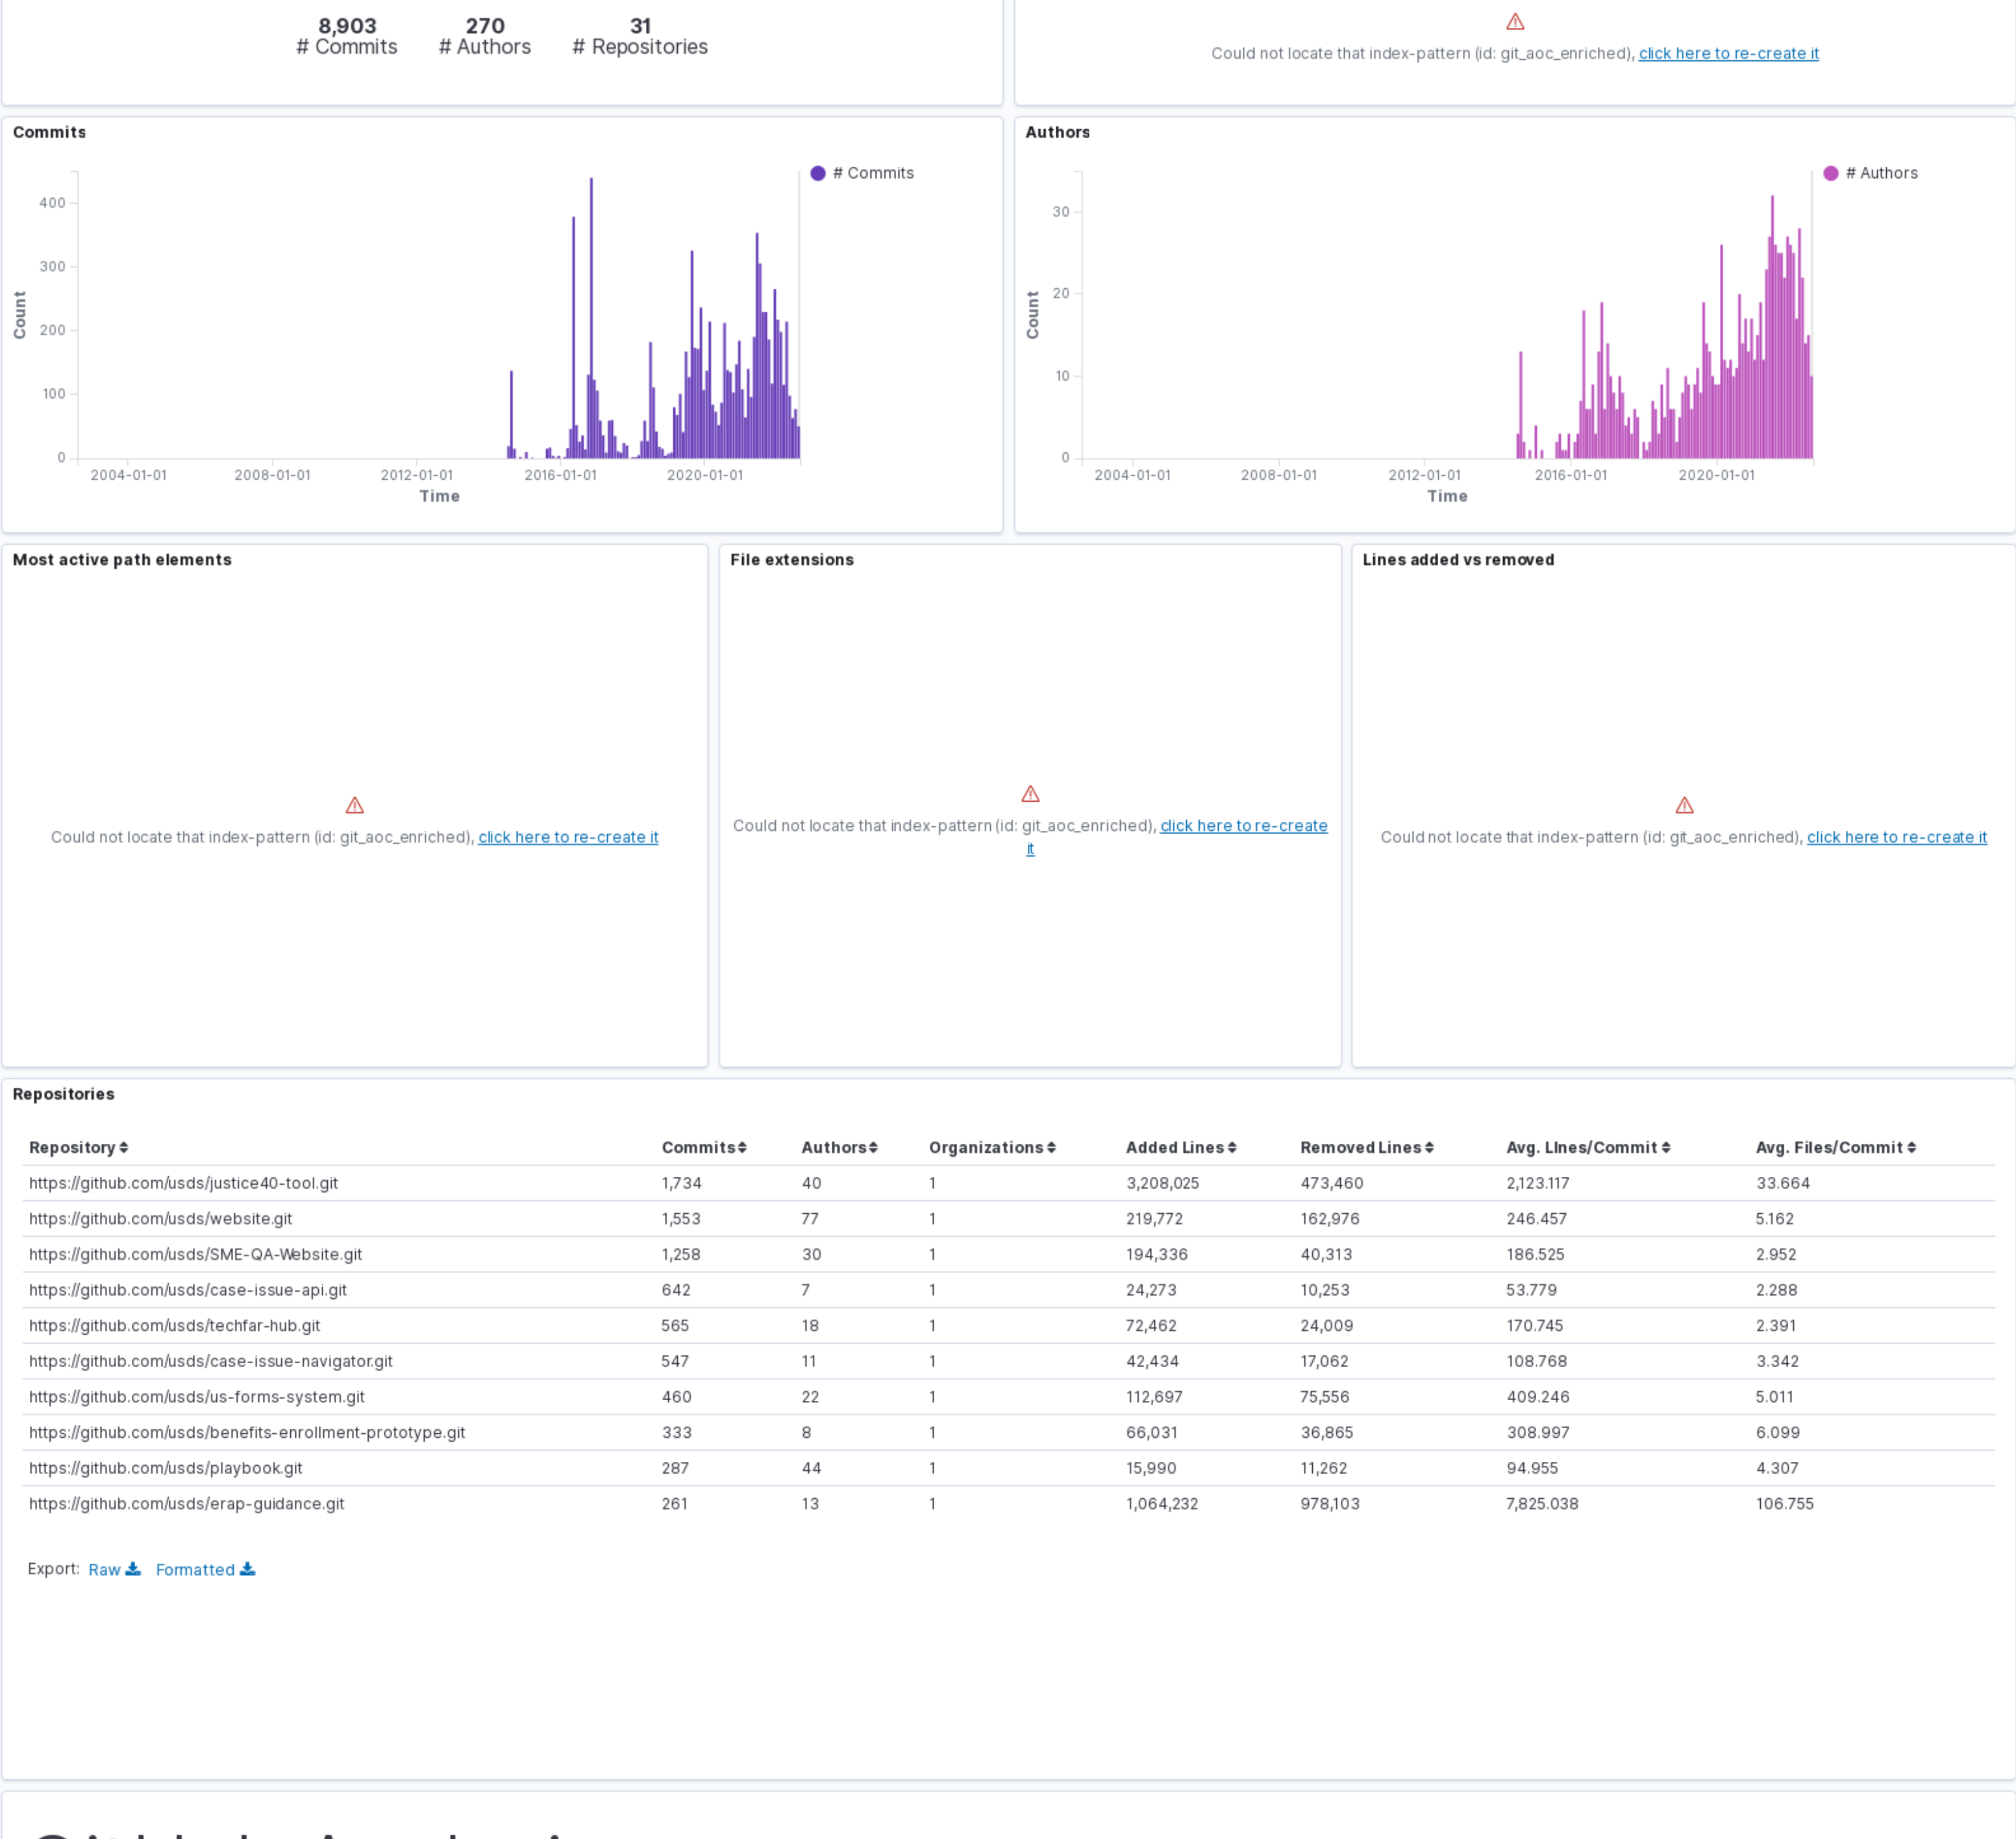 8,903 270 31
# Commits # Authors # Repositories
Could not locate that index-pattern (id: git_aoc_enriched), click here to re-create it
Commits
# Commits
400
300
200
100
0
Count
2004-01-01 2008-01-01 2012-01-01 2016-01-01 2020-01-01
Time
Authors
# Authors
30
20
10
0
Count
2004-01-01 2008-01-01 2012-01-01 2016-01-01 2020-01-01
Time
Most active path elements
Could not locate that index-pattern (id: git_aoc_enriched), click here to re-create it
File extensions
Could not locate that index-pattern (id: git_aoc_enriched), click here to re-create
it
Lines added vs removed
Could not locate that index-pattern (id: git_aoc_enriched), click here to re-create it
Repositories
Repository Commits Authors Organizations Added Lines Removed Lines Avg. LInes/Commit Avg. Files/Commit
https://github.com/usds/justice40-tool.git 1,734 40 1 3,208,025 473,460 2,123.117 33.664
https://github.com/usds/website.git 1,553 77 1 219,772 162,976 246.457 5.162
https://github.com/usds/SME-QA-Website.git 1,258 30 1 194,336 40,313 186.525 2.952
https://github.com/usds/case-issue-api.git 642 7 1 24,273 10,253 53.779 2.288
https://github.com/usds/techfar-hub.git 565 18 1 72,462 24,009 170.745 2.391
https://github.com/usds/case-issue-navigator.git 547 11 1 42,434 17,062 108.768 3.342
https://github.com/usds/us-forms-system.git 460 22 1 112,697 75,556 409.246 5.011
https://github.com/usds/benefits-enrollment-prototype.git 333 8 1 66,031 36,865 308.997 6.099
https://github.com/usds/playbook.git 287 44 1 15,990 11,262 94.955 4.307
https://github.com/usds/erap-guidance.git 261 13 1 1,064,232 978,103 7,825.038 106.755
Export: Raw Formatted